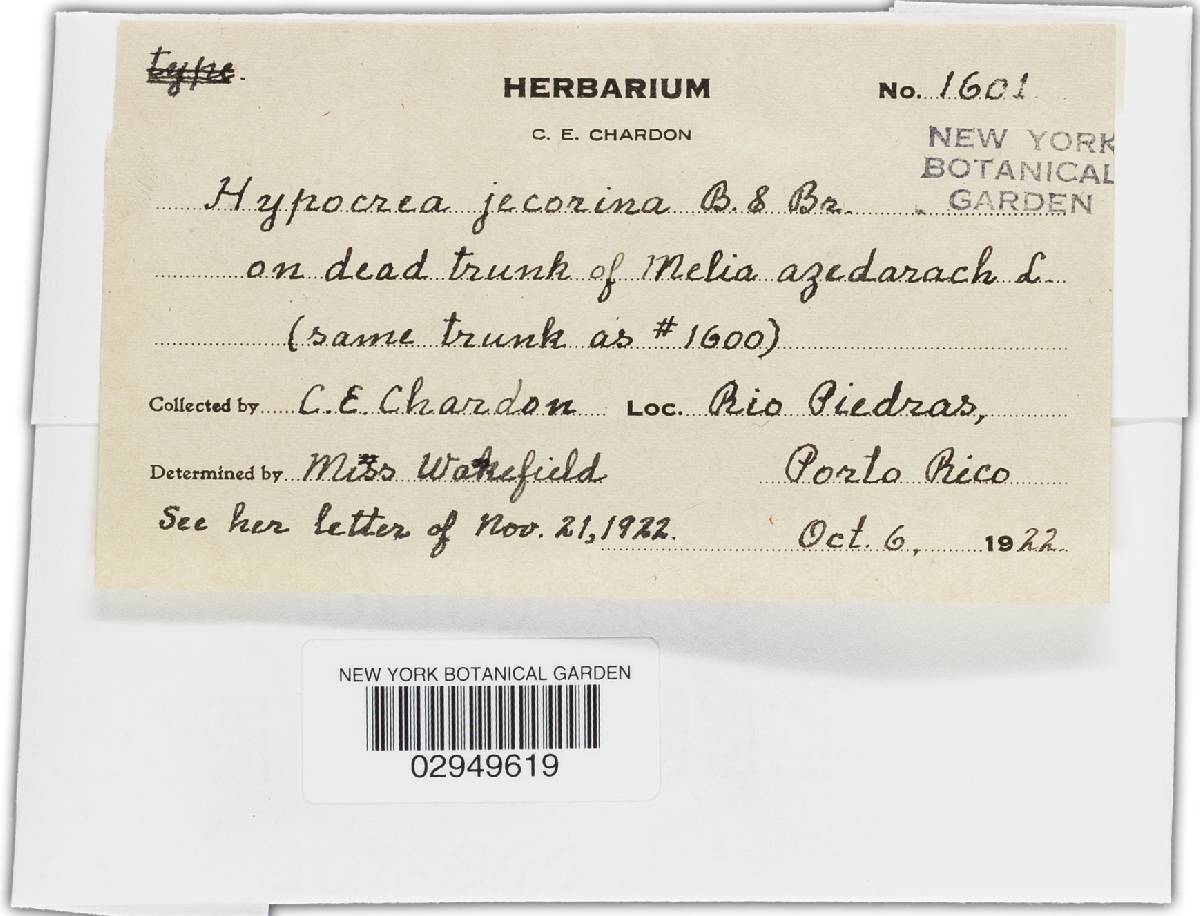 type.
HERBARIUM
No. 1601
C. E. CHARDON
NEW YORK
BOTANICAL
GARDEN
Hypocrea jecorina B. & Br.
on dead trunk of Melia azedarach L.
(same trunk as #1600)
Collected by C. E. Chardon Loc. Rio Piedras,
Determined by Miss Wakefield Porto Rico
See her letter of Nov. 21, 1922.
Oct. 6, 1922
NEW YORK BOTANICAL GARDEN
02949619